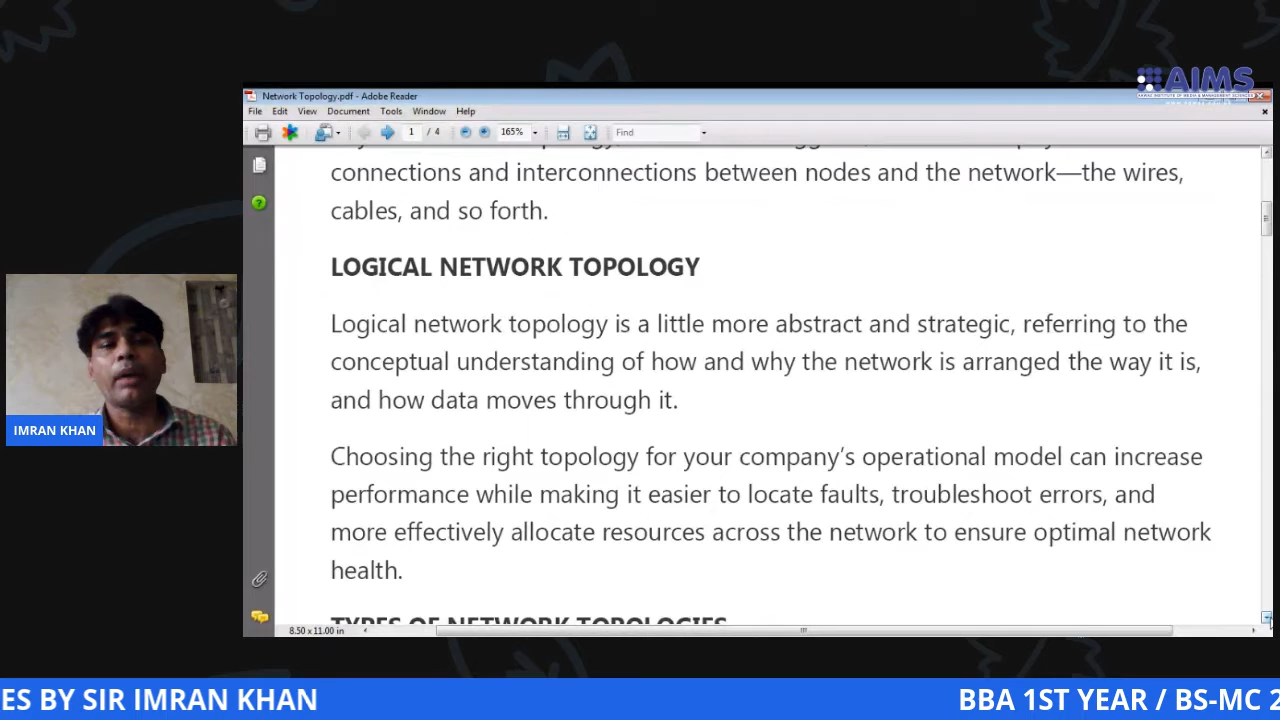 AIMS
Network Topology.pdf - Adobe Reader
File Edit View Document Tools Window Help
1 / 4 165% Find
connections and interconnections between nodes and the network—the wires,
cables, and so forth.
LOGICAL NETWORK TOPOLOGY
Logical network topology is a little more abstract and strategic, referring to the
conceptual understanding of how and why the network is arranged the way it is,
and how data moves through it.
Choosing the right topology for your company’s operational model can increase
performance while making it easier to locate faults, troubleshoot errors, and
more effectively allocate resources across the network to ensure optimal network
health.
TYPES OF NETWORK TOPOLOGIES
8.50 x 11.00 in
IMRAN KHAN
ES BY SIR IMRAN KHAN
BBA 1ST YEAR / BS-MC 2